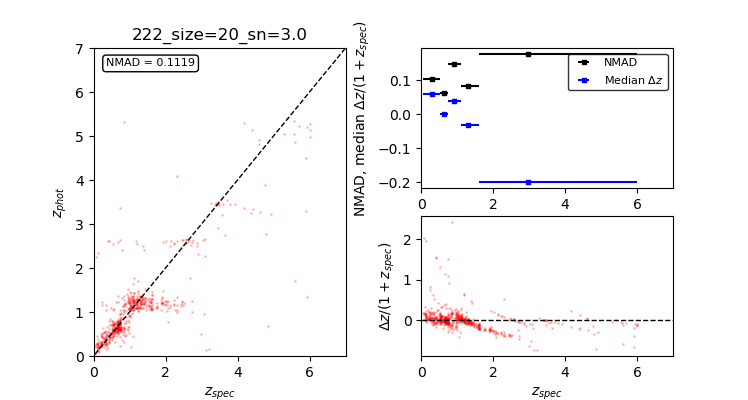 222_size=20_sn=3.0
NMAD = 0.1119
7
6
5
4
3
2
1
0
z_phot
0 2 4 6
z_spec
NMAD, median Δz/(1 + z_spec)
0.1
0.0
−0.1
−0.2
NMAD
Median Δz
0 2 4 6
Δz/(1 + z_spec)
2
1
0
0 2 4 6
z_spec